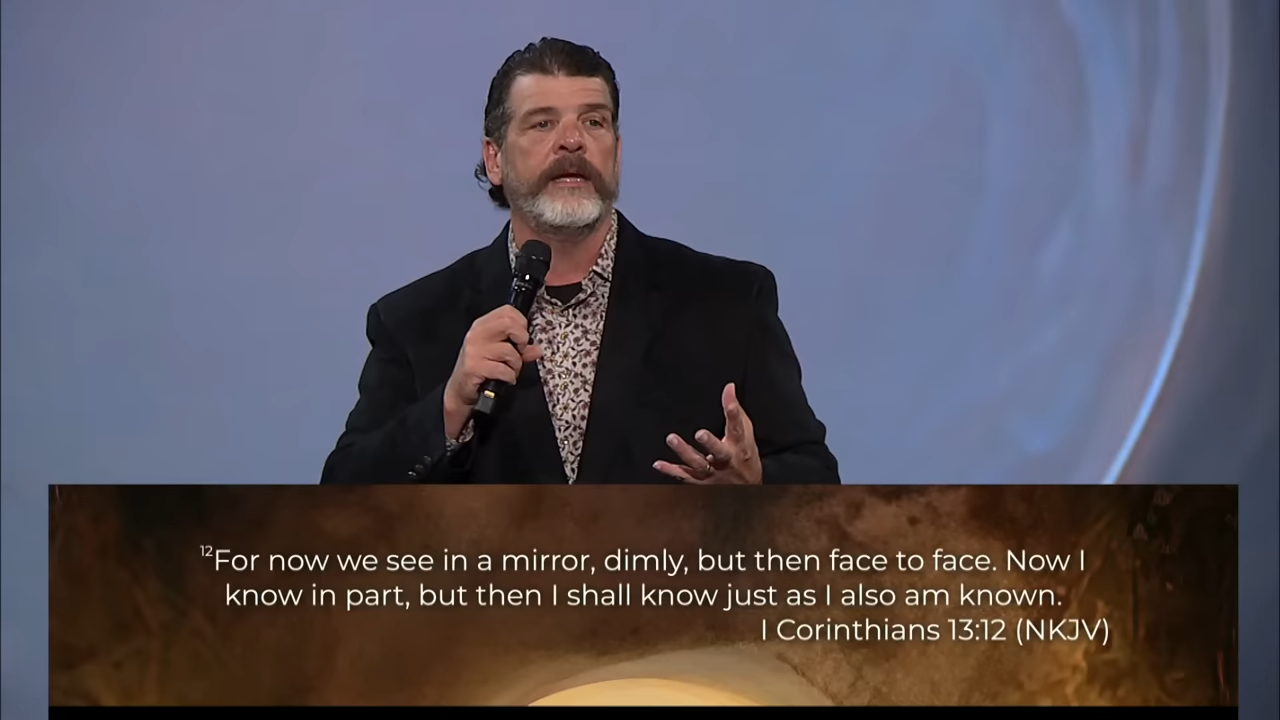 ¹²For now we see in a mirror, dimly, but then face to face. Now I
know in part, but then I shall know just as I also am known.
I Corinthians 13:12 (NKJV)